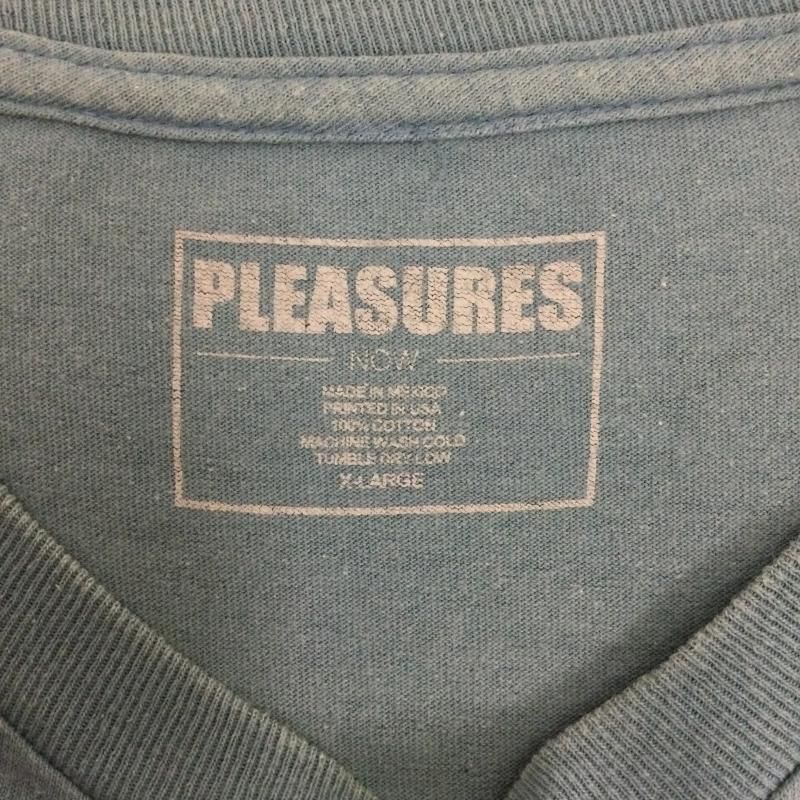 PLEASURES
NOW
MADE IN MEXICO
PRINTED IN USA
100% COTTON
MACHINE WASH COLD
TUMBLE DRY LOW
X-LARGE